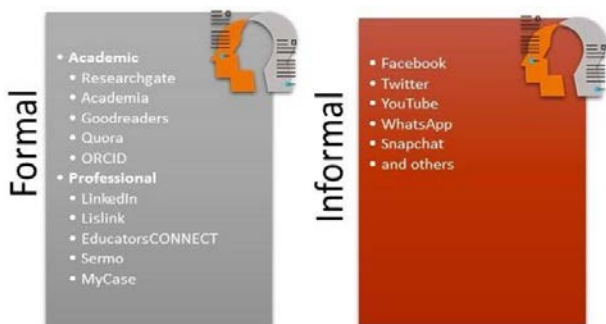 Formal
• Academic
• Researchgate
• Academia
• Goodreaders
• Quora
• ORCID
• Professional
• LinkedIn
• Lislink
• EducatorsCONNECT
• Sermo
• MyCase
Informal
• Facebook
• Twitter
• YouTube
• WhatsApp
• Snapchat
• and others